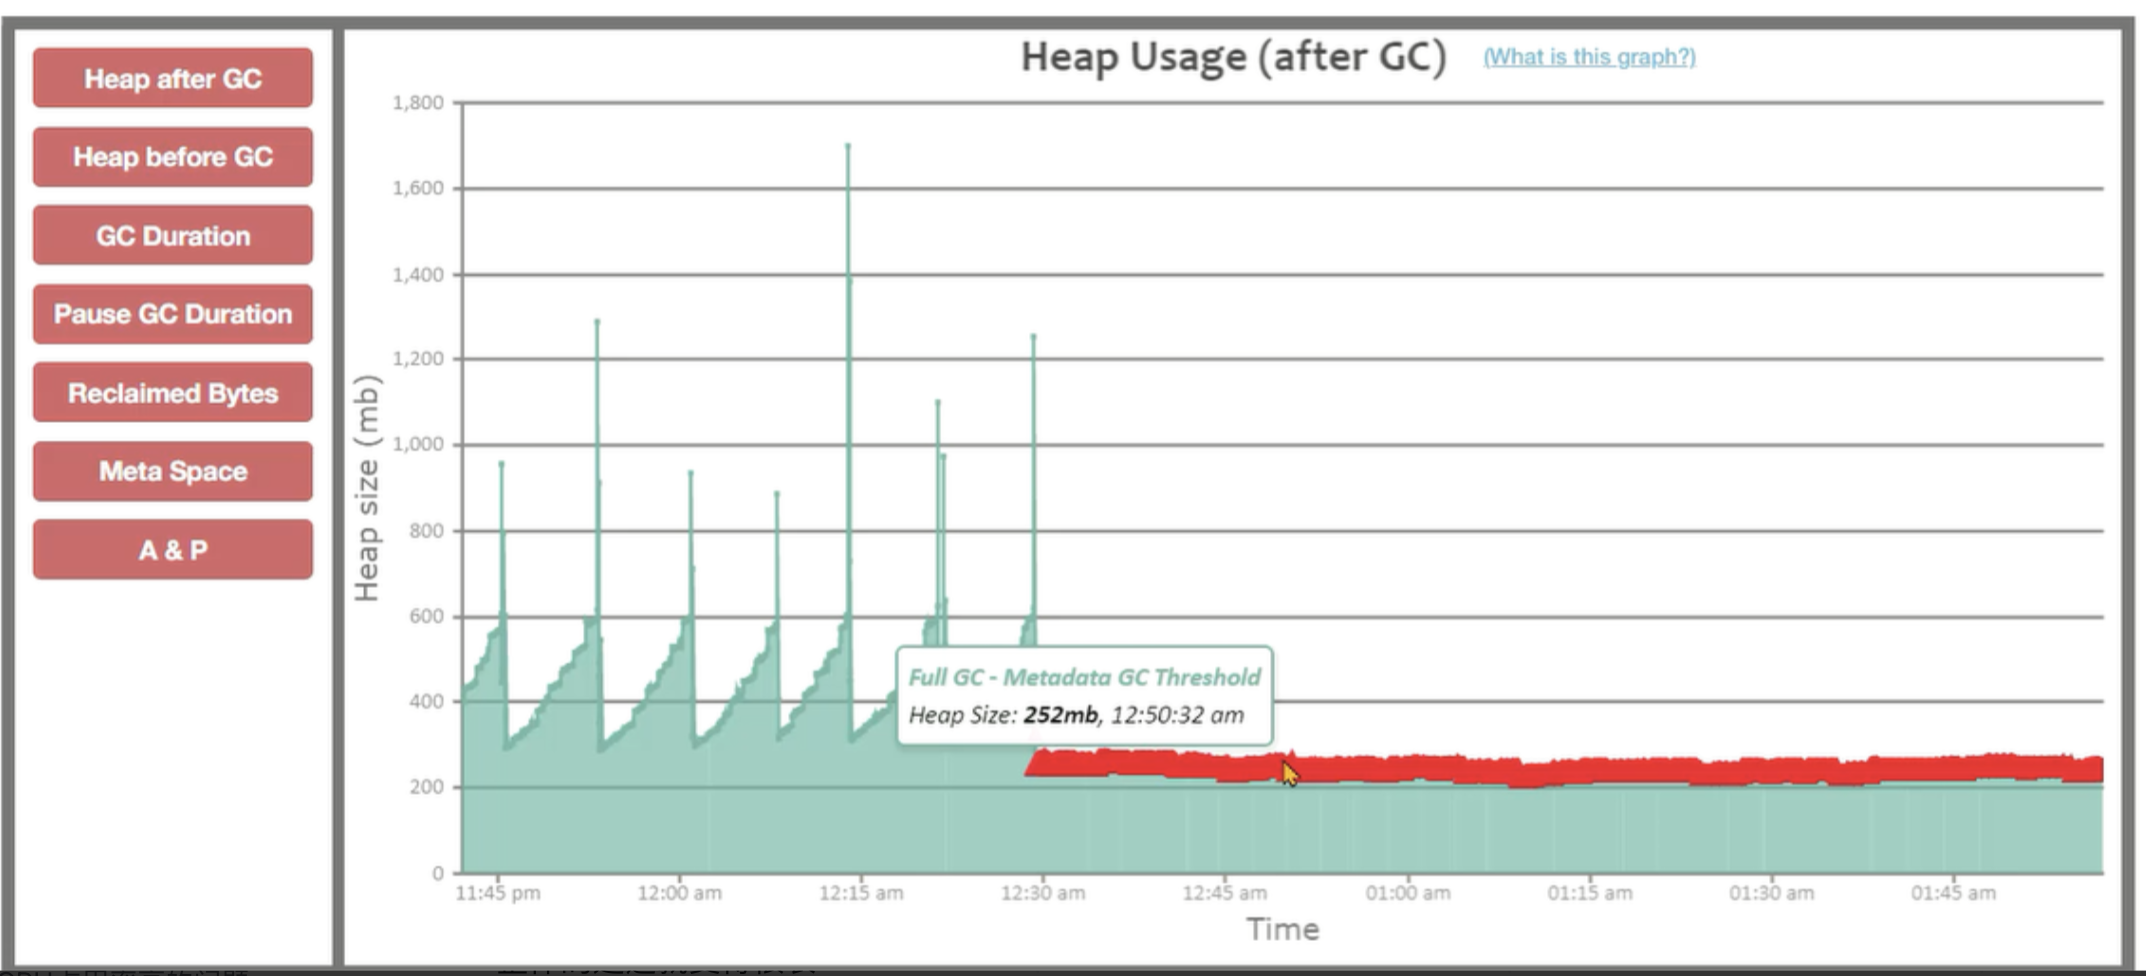 Heap after GC
Heap before GC
GC Duration
Pause GC Duration
Reclaimed Bytes
Meta Space
A & P
Heap Usage (after GC) (What is this graph?)
Heap size (mb)
1,800
1,600
1,400
1,200
1,000
800
600
400
200
0
Full GC - Metadata GC Threshold
Heap Size: 252mb, 12:50:32 am
11:45 pm 12:00 am 12:15 am 12:30 am 12:45 am 01:00 am 01:15 am 01:30 am 01:45 am
Time